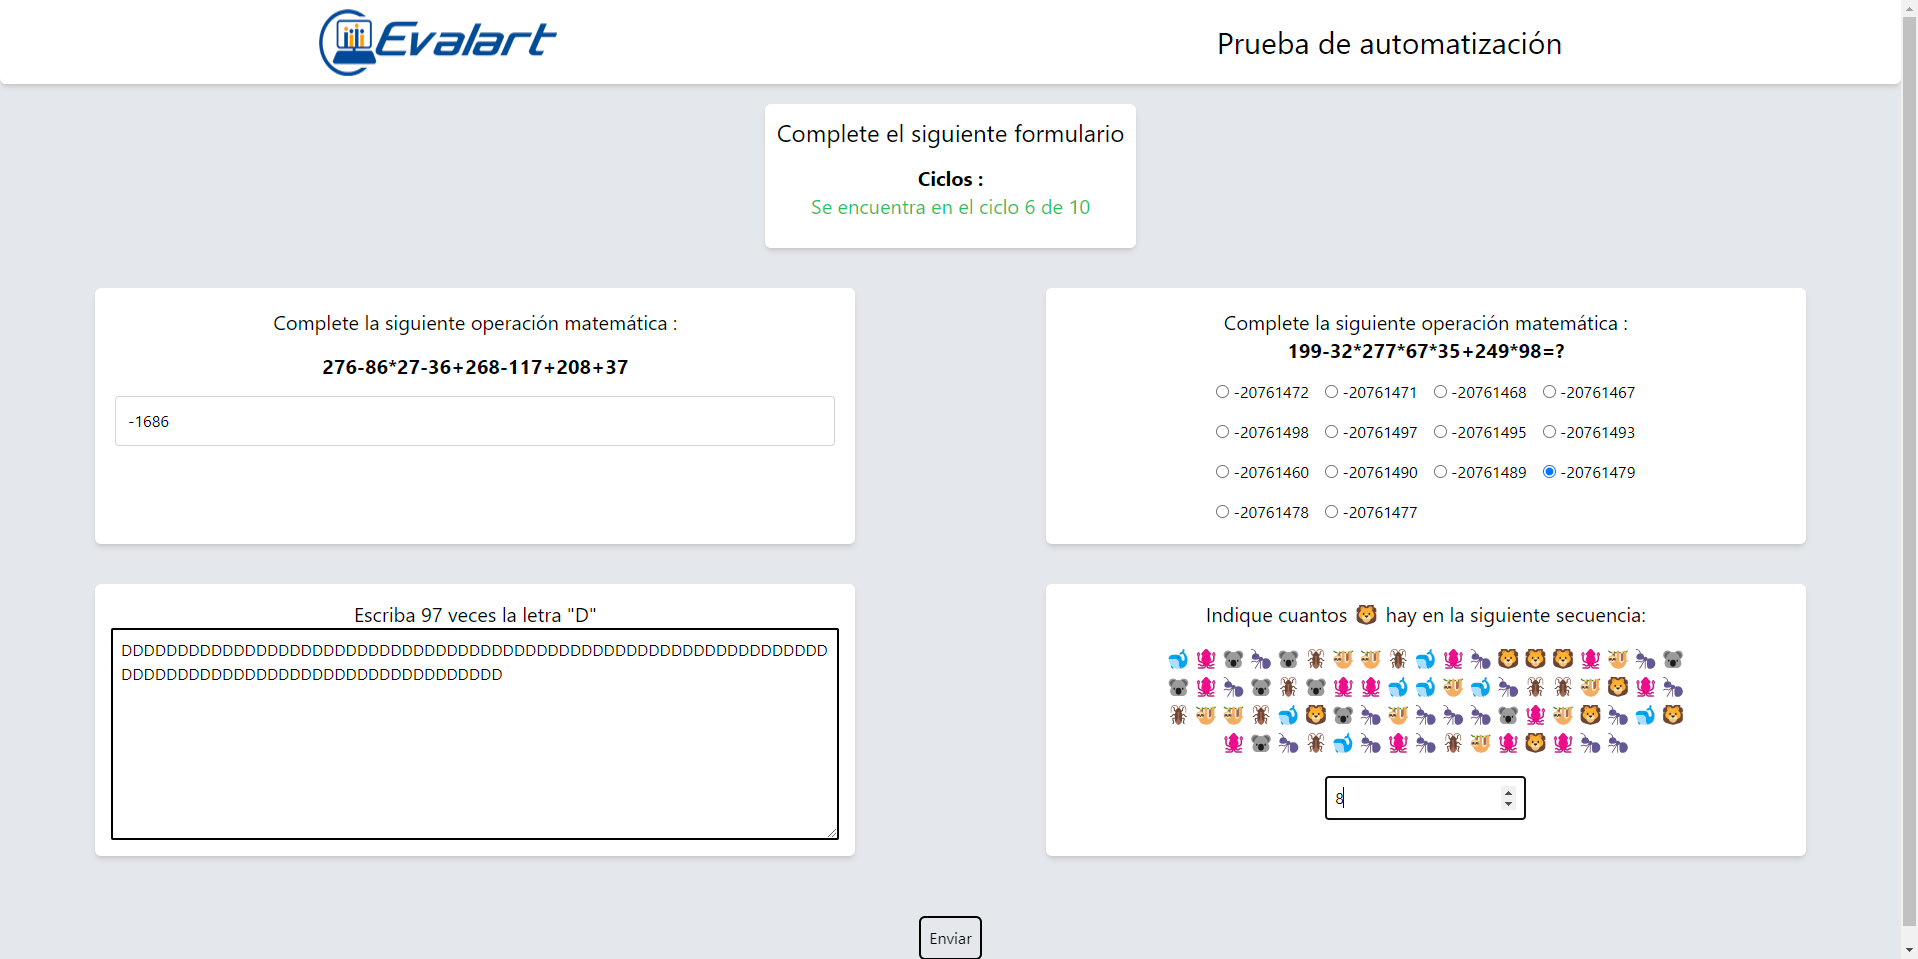 Evalart
Prueba de automatización
Complete el siguiente formulario
Ciclos :
Se encuentra en el ciclo 6 de 10
Complete la siguiente operación matemática :
276-86*27-36+268-117+208+37
-1686
Complete la siguiente operación matemática :
199-32*277*67*35+249*98=?
-20761472 -20761471 -20761468 -20761467
-20761498 -20761497 -20761495 -20761493
-20761460 -20761490 -20761489 -20761479
-20761478 -20761477
Escriba 97 veces la letra "D"
DDDDDDDDDDDDDDDDDDDDDDDDDDDDDDDDDDDDDDDDDDDDDDDDDDDDDDDDDDDDDDD
DDDDDDDDDDDDDDDDDDDDDDDDDDDDDDDDDD
Indique cuantos 🦁 hay en la siguiente secuencia:
8
Enviar